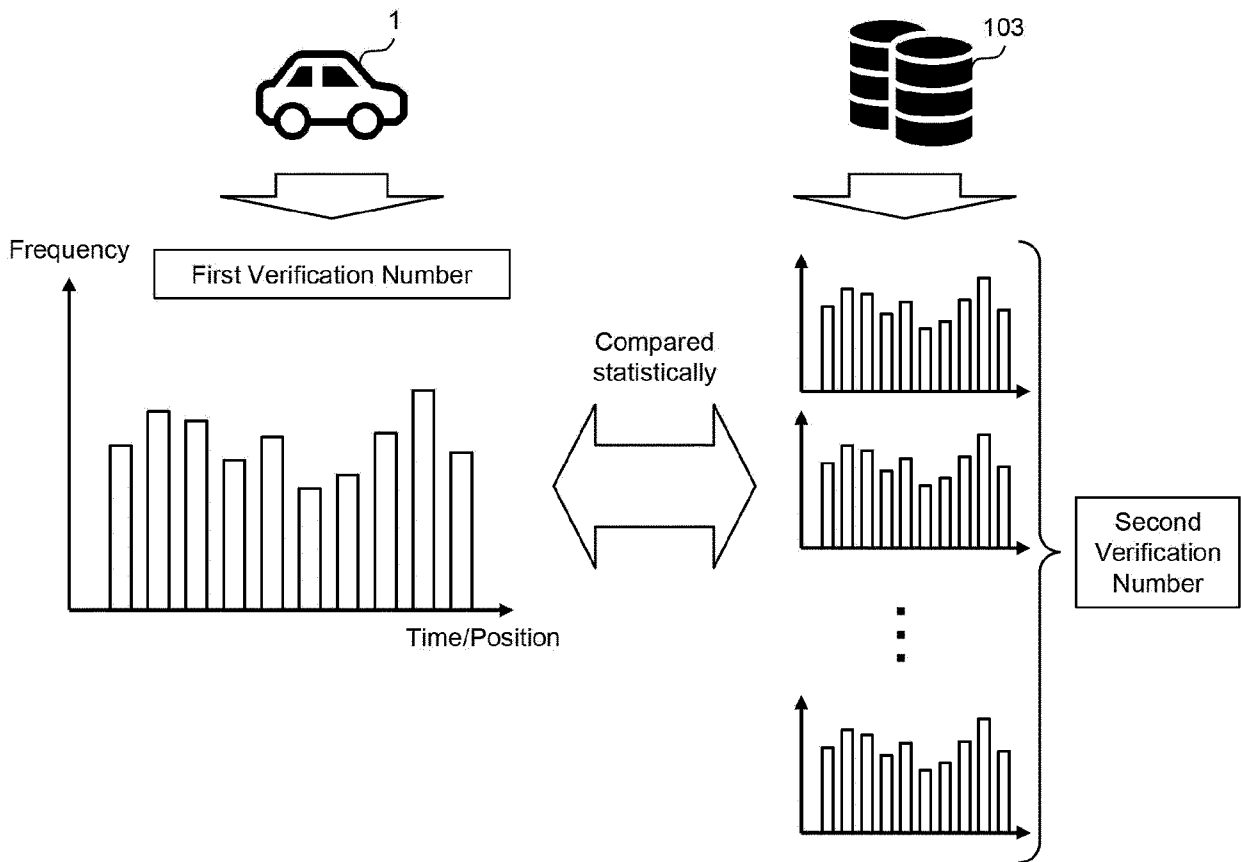 1
103
Frequency
First Verification Number
Compared
statistically
Time/Position
Second
Verification
Number